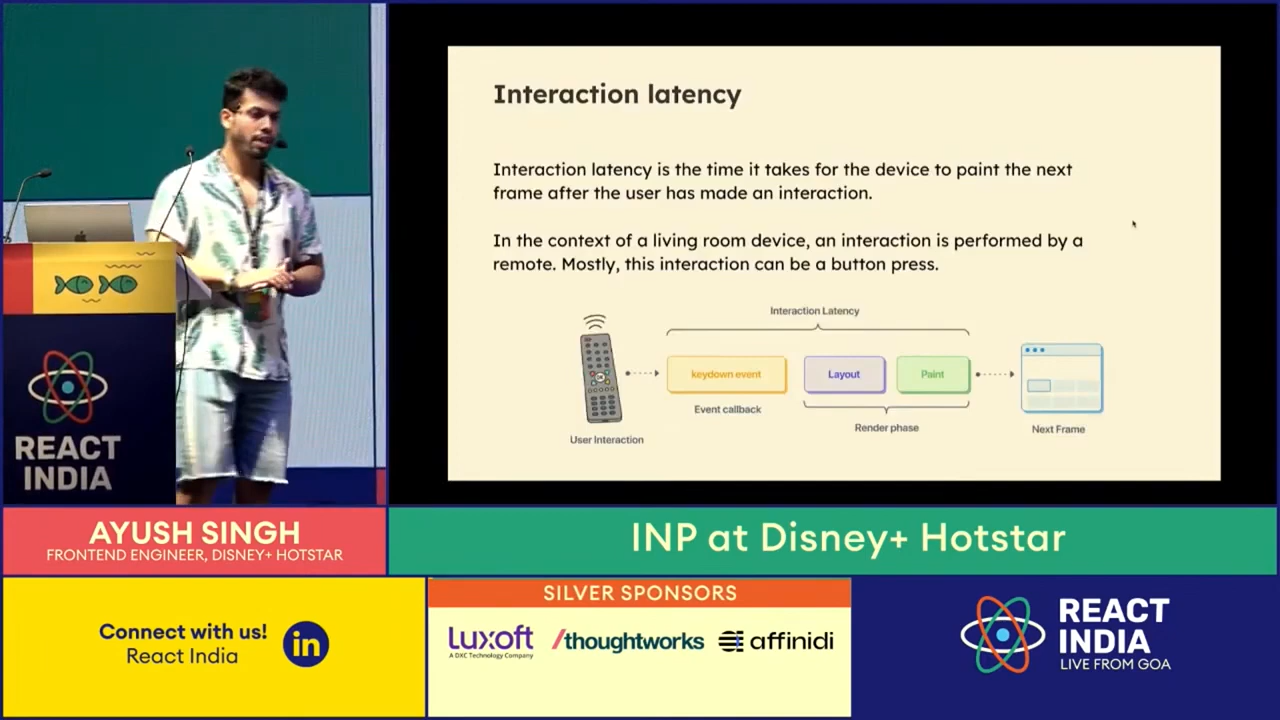 Interaction latency
Interaction latency is the time it takes for the device to paint the next
frame after the user has made an interaction.
In the context of a living room device, an interaction is performed by a
remote. Mostly, this interaction can be a button press.
Interaction Latency
keydown event
Layout
Paint
Event callback
Render phase
User Interaction
Next Frame
REACT
INDIA
AYUSH SINGH
FRONTEND ENGINEER, DISNEY+ HOTSTAR
INP at Disney+ Hotstar
Connect with us!
React India
in
SILVER SPONSORS
Luxoft
A DXC Technology Company
/thoughtworks
affinidi
REACT
INDIA
LIVE FROM GOA